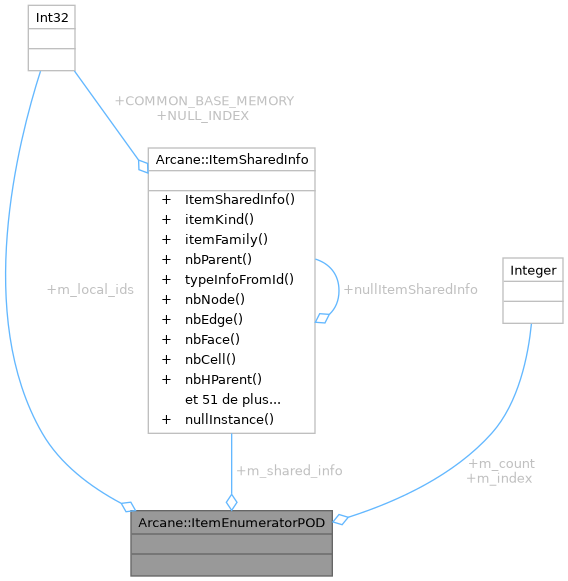 Int32
+COMMON_BASE_MEMORY
+NULL_INDEX
Arcane::ItemSharedInfo
+ ItemSharedInfo()
+ itemKind()
+ itemFamily()
+ nbParent()
+ typeInfoFromId()
+ nbNode()
+ nbEdge()
+ nbFace()
+ nbCell()
+ nbHParent()
et 51 de plus...
+ nullInstance()
+nullItemSharedInfo
+m_local_ids
Integer
+m_shared_info
+m_count
+m_index
Arcane::ItemEnumeratorPOD